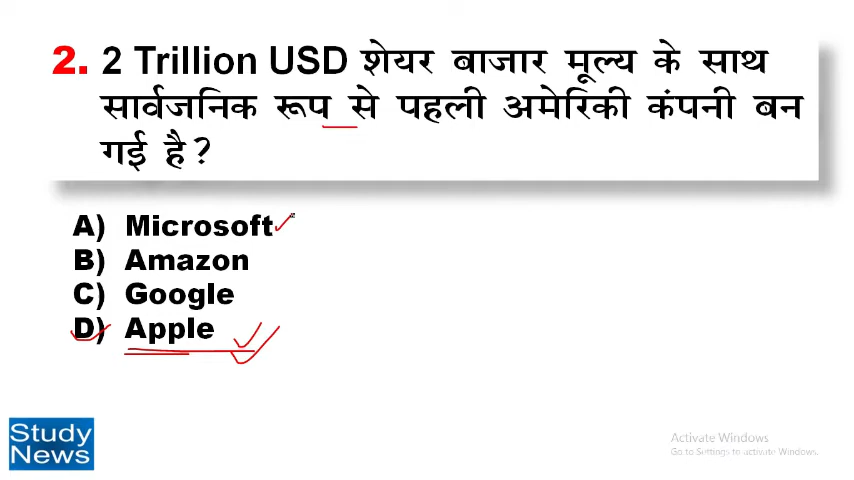 2. 2 Trillion USD शेयर बाजार मूल्य के साथ
सार्वजनिक रूप से पहली अमेरिकी कंपनी बन
गई है?
A) Microsoft
B) Amazon
C) Google
D) Apple
Study
News
Activate Windows
Go to Settings to activate Windows.